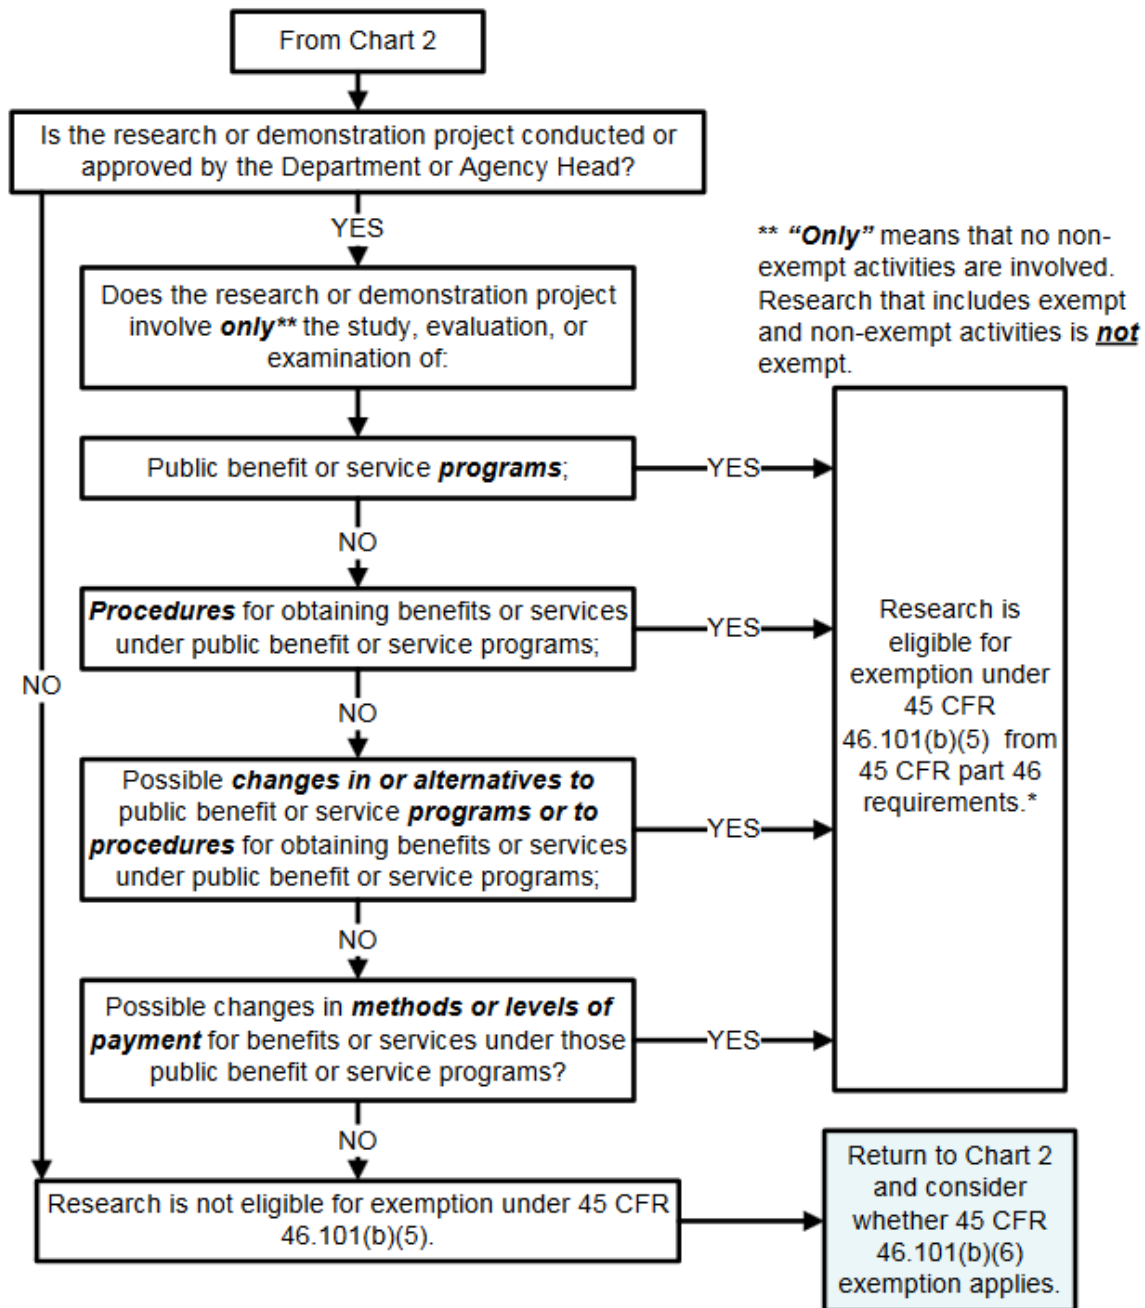 From Chart 2
Is the research or demonstration project conducted or
approved by the Department or Agency Head?
YES
** “Only” means that no non-
exempt activities are involved.
Research that includes exempt
and non-exempt activities is not
exempt.
Does the research or demonstration project
involve only** the study, evaluation, or
examination of:
Public benefit or service programs;
YES
NO
Procedures for obtaining benefits or services
under public benefit or service programs;
YES
NO
NO
Possible changes in or alternatives to
public benefit or service programs or to
procedures for obtaining benefits or services
under public benefit or service programs;
YES
NO
Possible changes in methods or levels of
payment for benefits or services under those
public benefit or service programs?
YES
NO
Research is
eligible for
exemption under
45 CFR
46.101(b)(5) from
45 CFR part 46
requirements.*
Research is not eligible for exemption under 45 CFR
46.101(b)(5).
Return to Chart 2
and consider
whether 45 CFR
46.101(b)(6)
exemption applies.